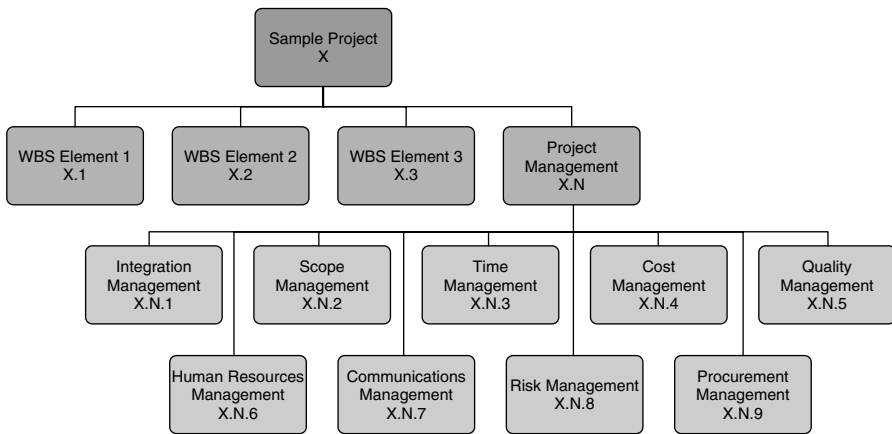 Sample Project
X
WBS Element 1
X.1
WBS Element 2
X.2
WBS Element 3
X.3
Project
Management
X.N
Integration
Management
X.N.1
Scope
Management
X.N.2
Time
Management
X.N.3
Cost
Management
X.N.4
Quality
Management
X.N.5
Human Resources
Management
X.N.6
Communications
Management
X.N.7
Risk Management
X.N.8
Procurement
Management
X.N.9